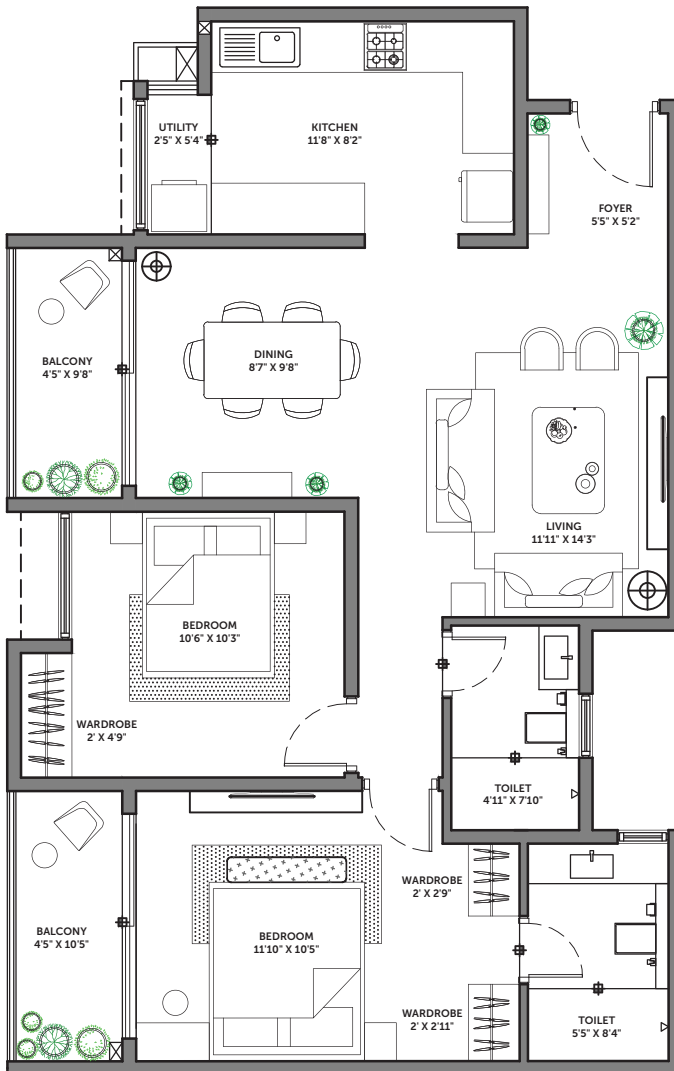 UTILITY
2'5" X 5'4"
KITCHEN
11'8" X 8'2"
FOYER
5'5" X 5'2"
BALCONY
4'5" X 9'8"
DINING
8'7" X 9'8"
LIVING
11'11" X 14'3"
BEDROOM
10'6" X 10'3"
WARDROBE
2' X 4'9"
TOILET
4'11" X 7'10"
WARDROBE
2' X 2'9"
BALCONY
4'5" X 10'5"
BEDROOM
11'10" X 10'5"
WARDROBE
2' X 2'11"
TOILET
5'5" X 8'4"